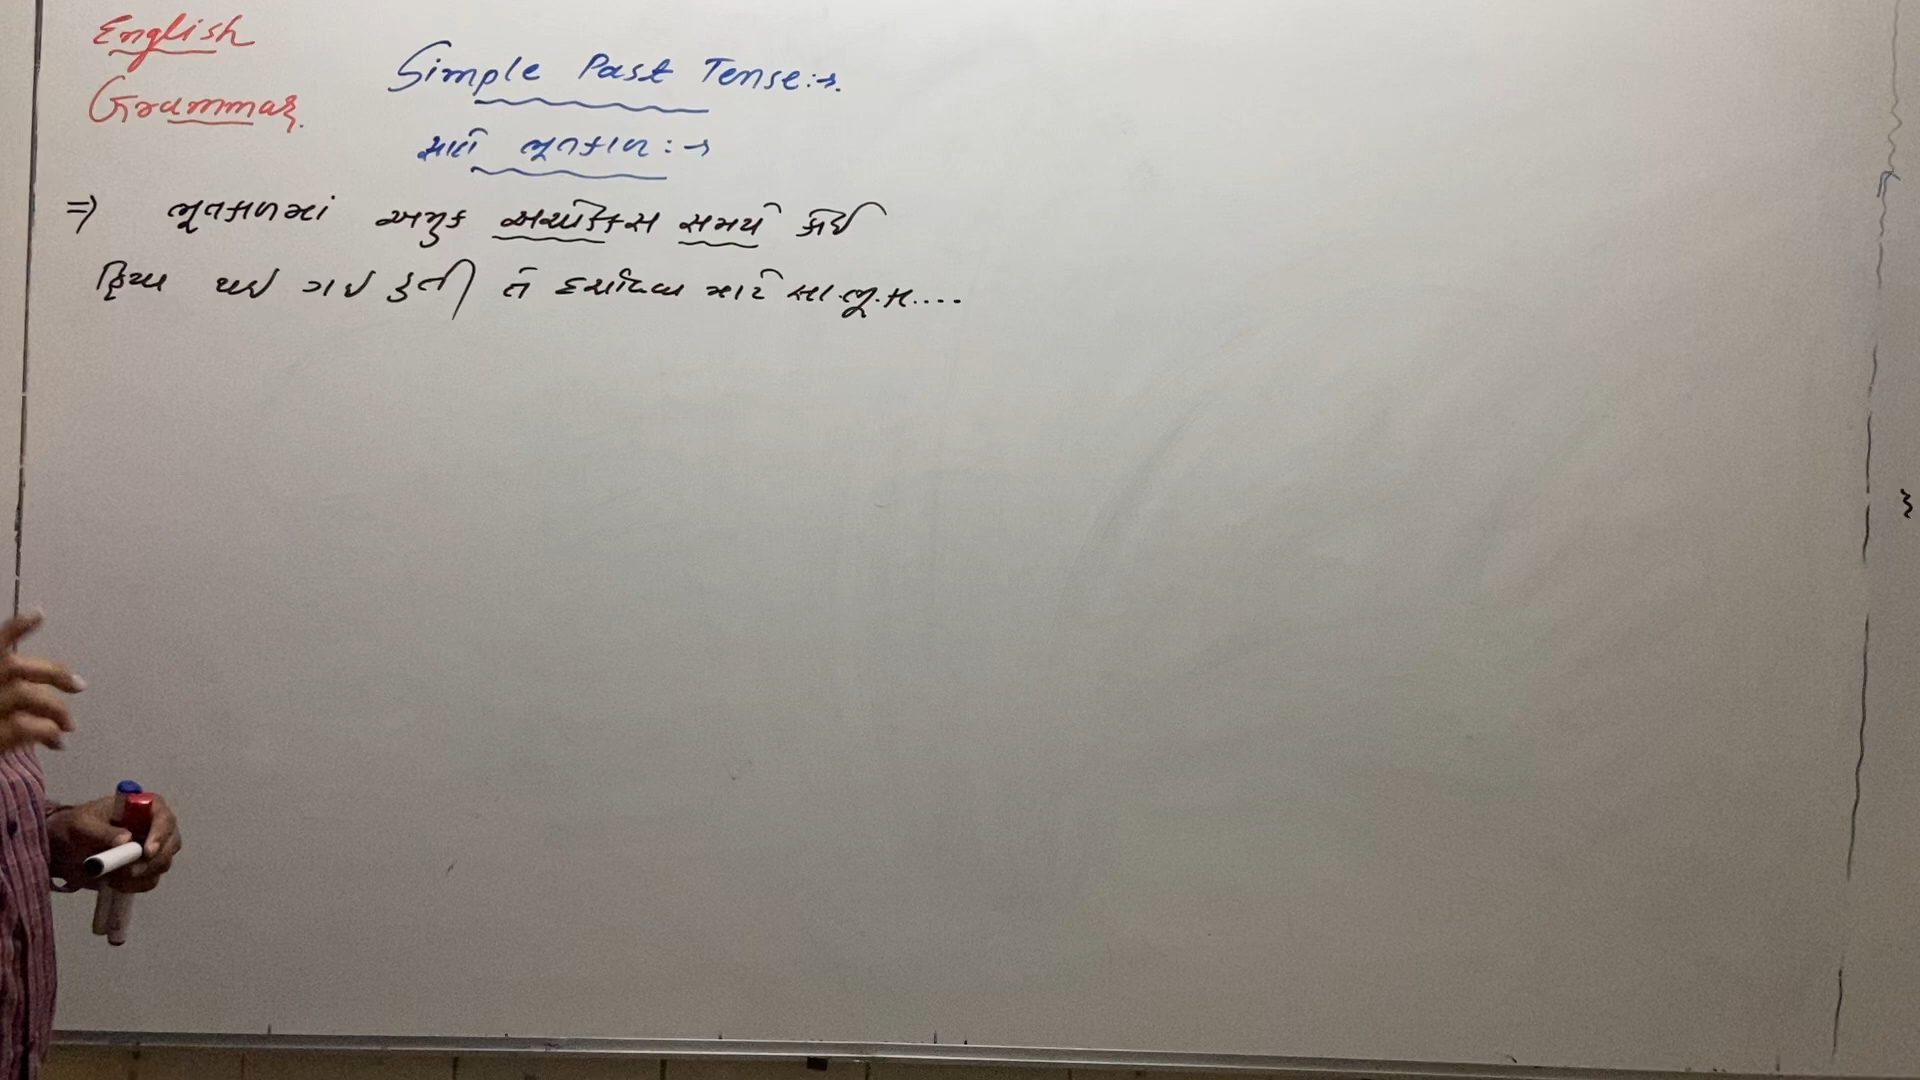 English
Grammar.
Simple Past Tense:→.
સાદો ભૂતકાળ:→
⇒ ભૂતકાળમાં અમુક અચોક્કસ સમયે કોઈ
ક્રિયા થઈ ગઈ હતી તે દર્શાવવા માટે સા.ભૂ.ક....